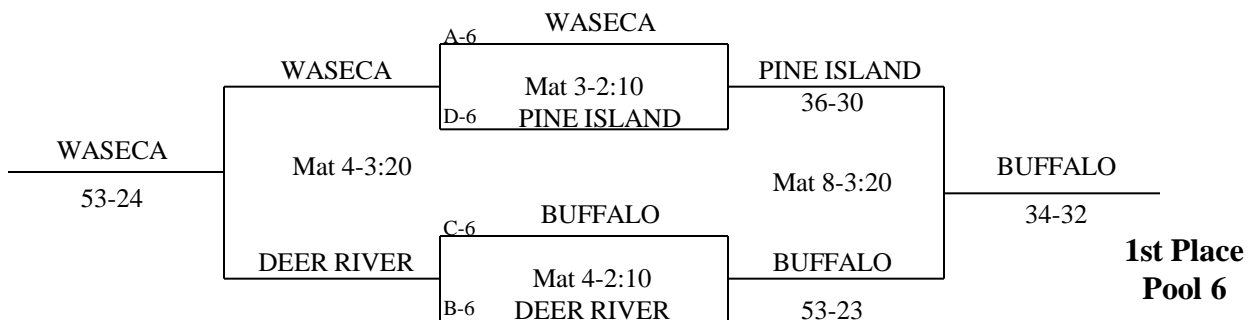 A-6 WASECA
WASECA
Mat 3-2:10
PINE ISLAND
36-30
D-6 PINE ISLAND
WASECA
53-24
Mat 4-3:20
Mat 8-3:20
BUFFALO
34-32
C-6 BUFFALO
DEER RIVER
Mat 4-2:10
BUFFALO
53-23
B-6 DEER RIVER
1st Place
Pool 6